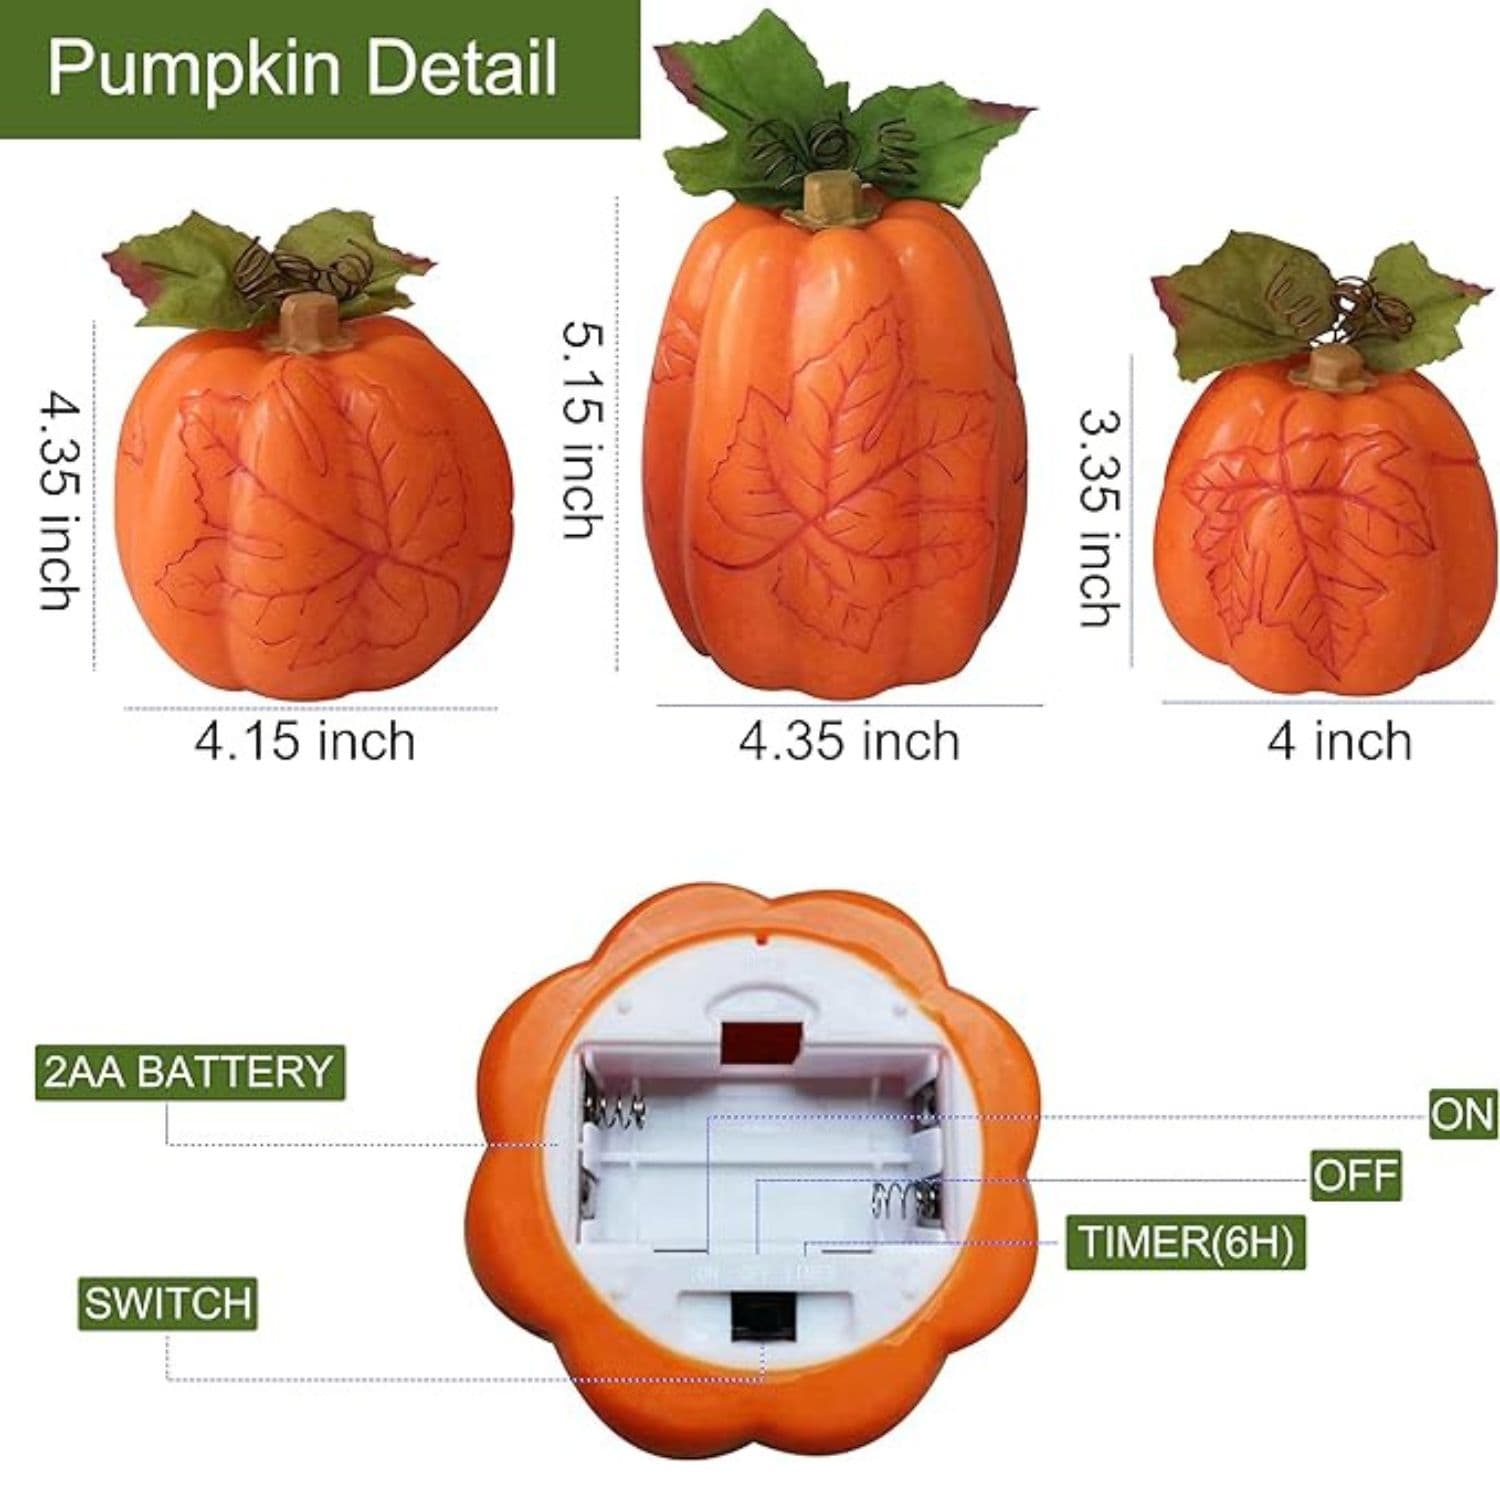 Pumpkin Detail
4.35 inch
4.15 inch
5.15 inch
4.35 inch
3.35 inch
4 inch
2AA BATTERY
ON
OFF
TIMER(6H)
SWITCH